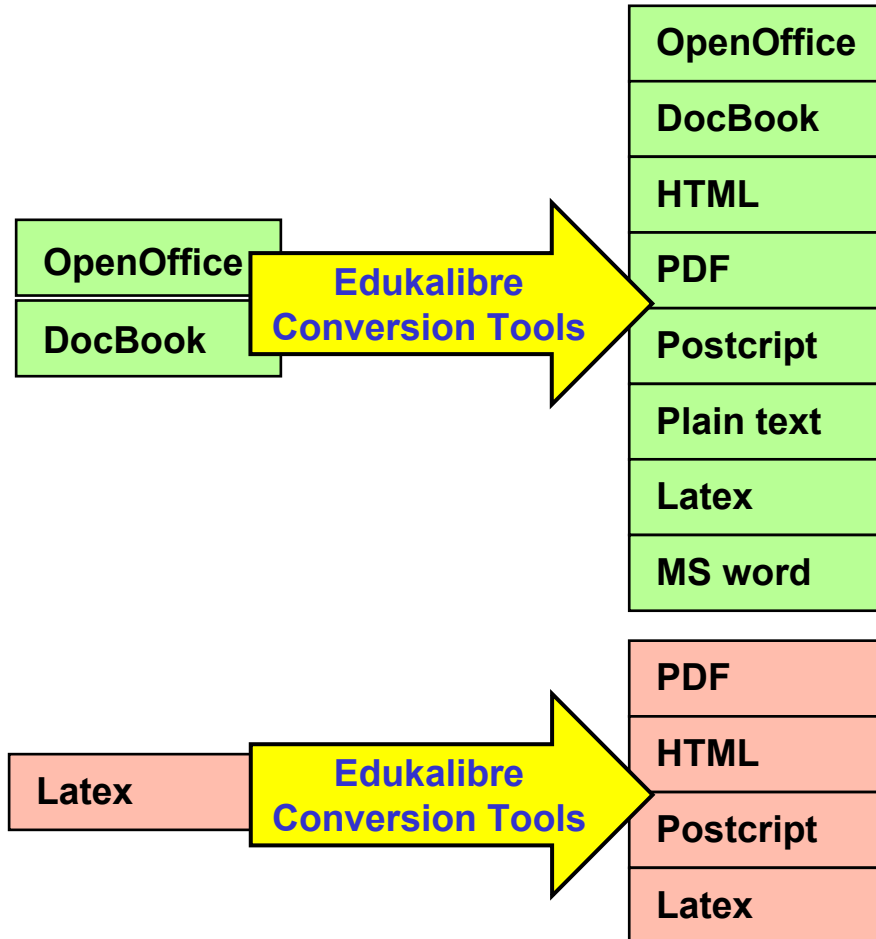 OpenOffice
DocBook
Edukalibre
Conversion Tools
OpenOffice
DocBook
HTML
PDF
Postcript
Plain text
Latex
MS word
Latex
Edukalibre
Conversion Tools
PDF
HTML
Postcript
Latex